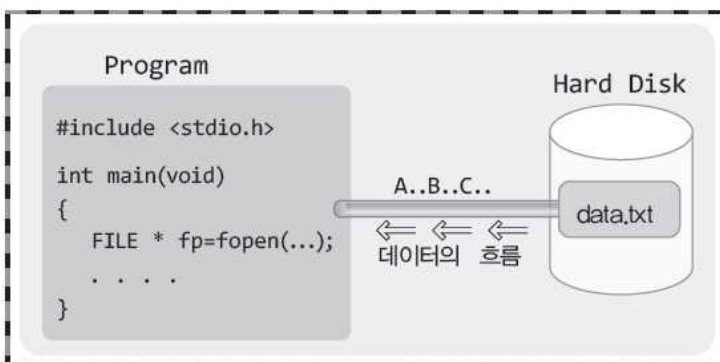 Program
#include <stdio.h>
int main(void)
{
FILE * fp=fopen(...);
. . . .
}
A..B..C..
데이터의 흐름
Hard Disk
data.txt